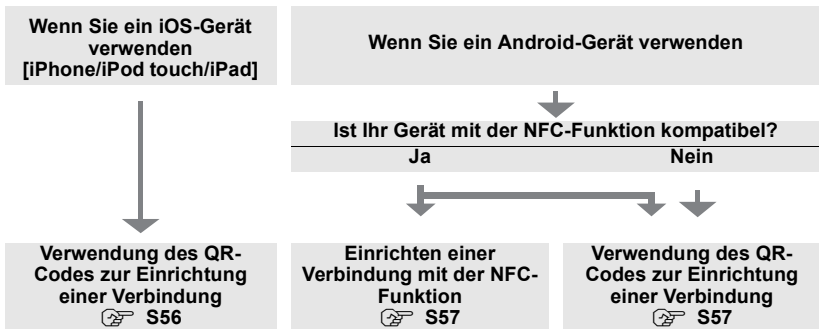 Wenn Sie ein iOS-Gerät
verwenden
[iPhone/iPod touch/iPad]
Wenn Sie ein Android-Gerät verwenden
Ist Ihr Gerät mit der NFC-Funktion kompatibel?
Ja Nein
Verwendung des QR-
Codes zur Einrichtung
einer Verbindung
S56
Einrichten einer
Verbindung mit der NFC-
Funktion
S57
Verwendung des QR-
Codes zur Einrichtung
einer Verbindung
S57